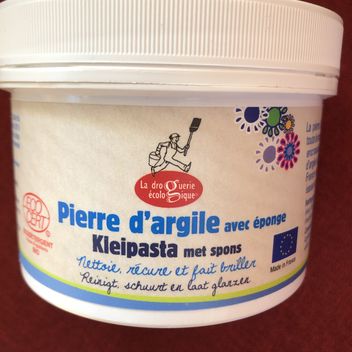 La droguerie
écologique
Pierre d'argile avec éponge
Kleipasta met spons
Nettoie, récure et fait briller
Reinigt, schuurt en laat glanzen
ECO
CERT
Made in France